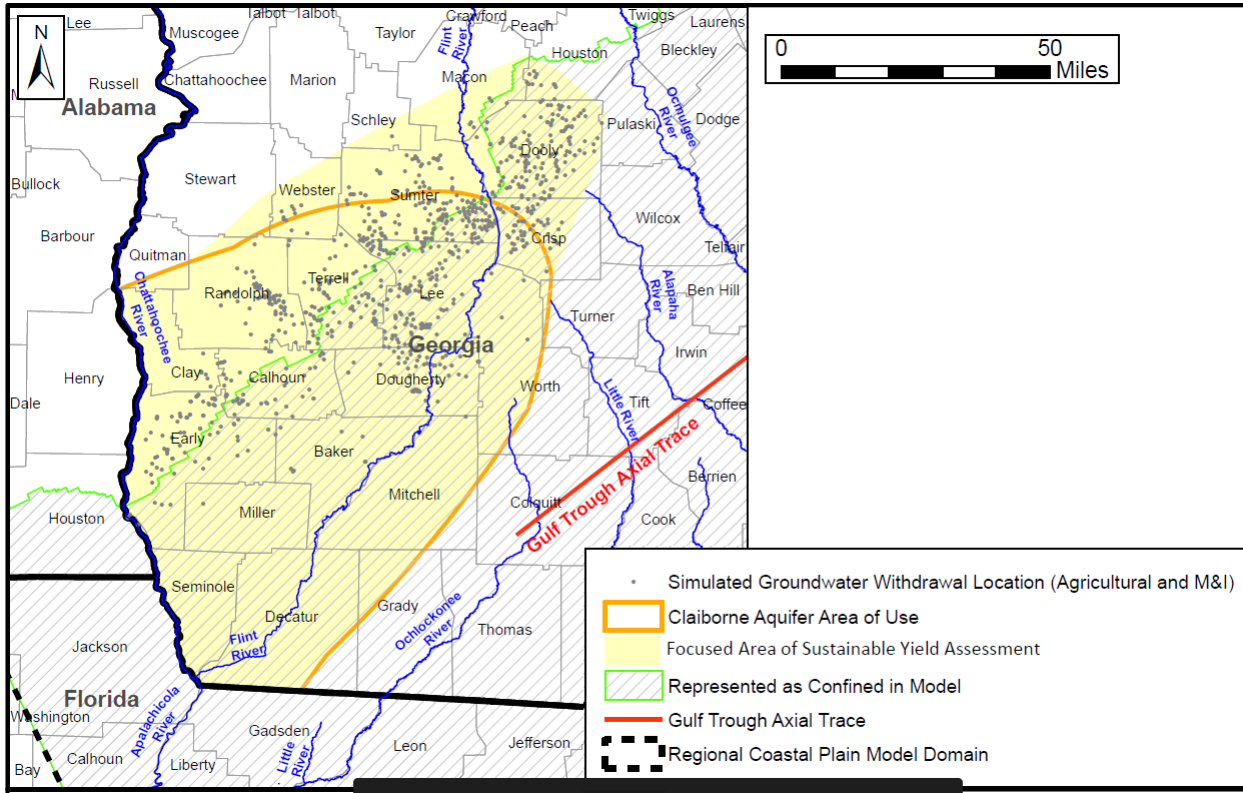 Lee
Talbot
Talbot
Crawford
Peach
Twiggs
Laurens
N
Muscogee
Taylor
Flint
River
Houston
Bleckley
0
50
Miles
Russell
Chattahoochee
Marion
Macon
Alabama
Schley
Ocmulgee
River
Pulaski
Dodge
Dooly
Bullock
Stewart
Webster
Sumter
Wilcox
Barbour
Quitman
Crisp
Telfair
Chattahoochee
River
Randolph
Terrell
Lee
Alapaha
River
Ben Hill
Turner
Georgia
Irwin
Henry
Clay
Calhoun
Dougherty
Worth
Little River
Tift
Coffee
Dale
Early
Baker
Gulf Trough Axial Trace
Berrien
Mitchell
Colquitt
Miller
Cook
Houston
Seminole
Decatur
Grady
Ochlockonee
River
Thomas
Flint
River
Jackson
Florida
Washington
Apalachicola
River
Gadsden
Little
River
Leon
Jefferson
Calhoun
Liberty
Bay
Simulated Groundwater Withdrawal Location (Agricultural and M&I)
Claiborne Aquifer Area of Use
Focused Area of Sustainable Yield Assessment
Represented as Confined in Model
Gulf Trough Axial Trace
Regional Coastal Plain Model Domain